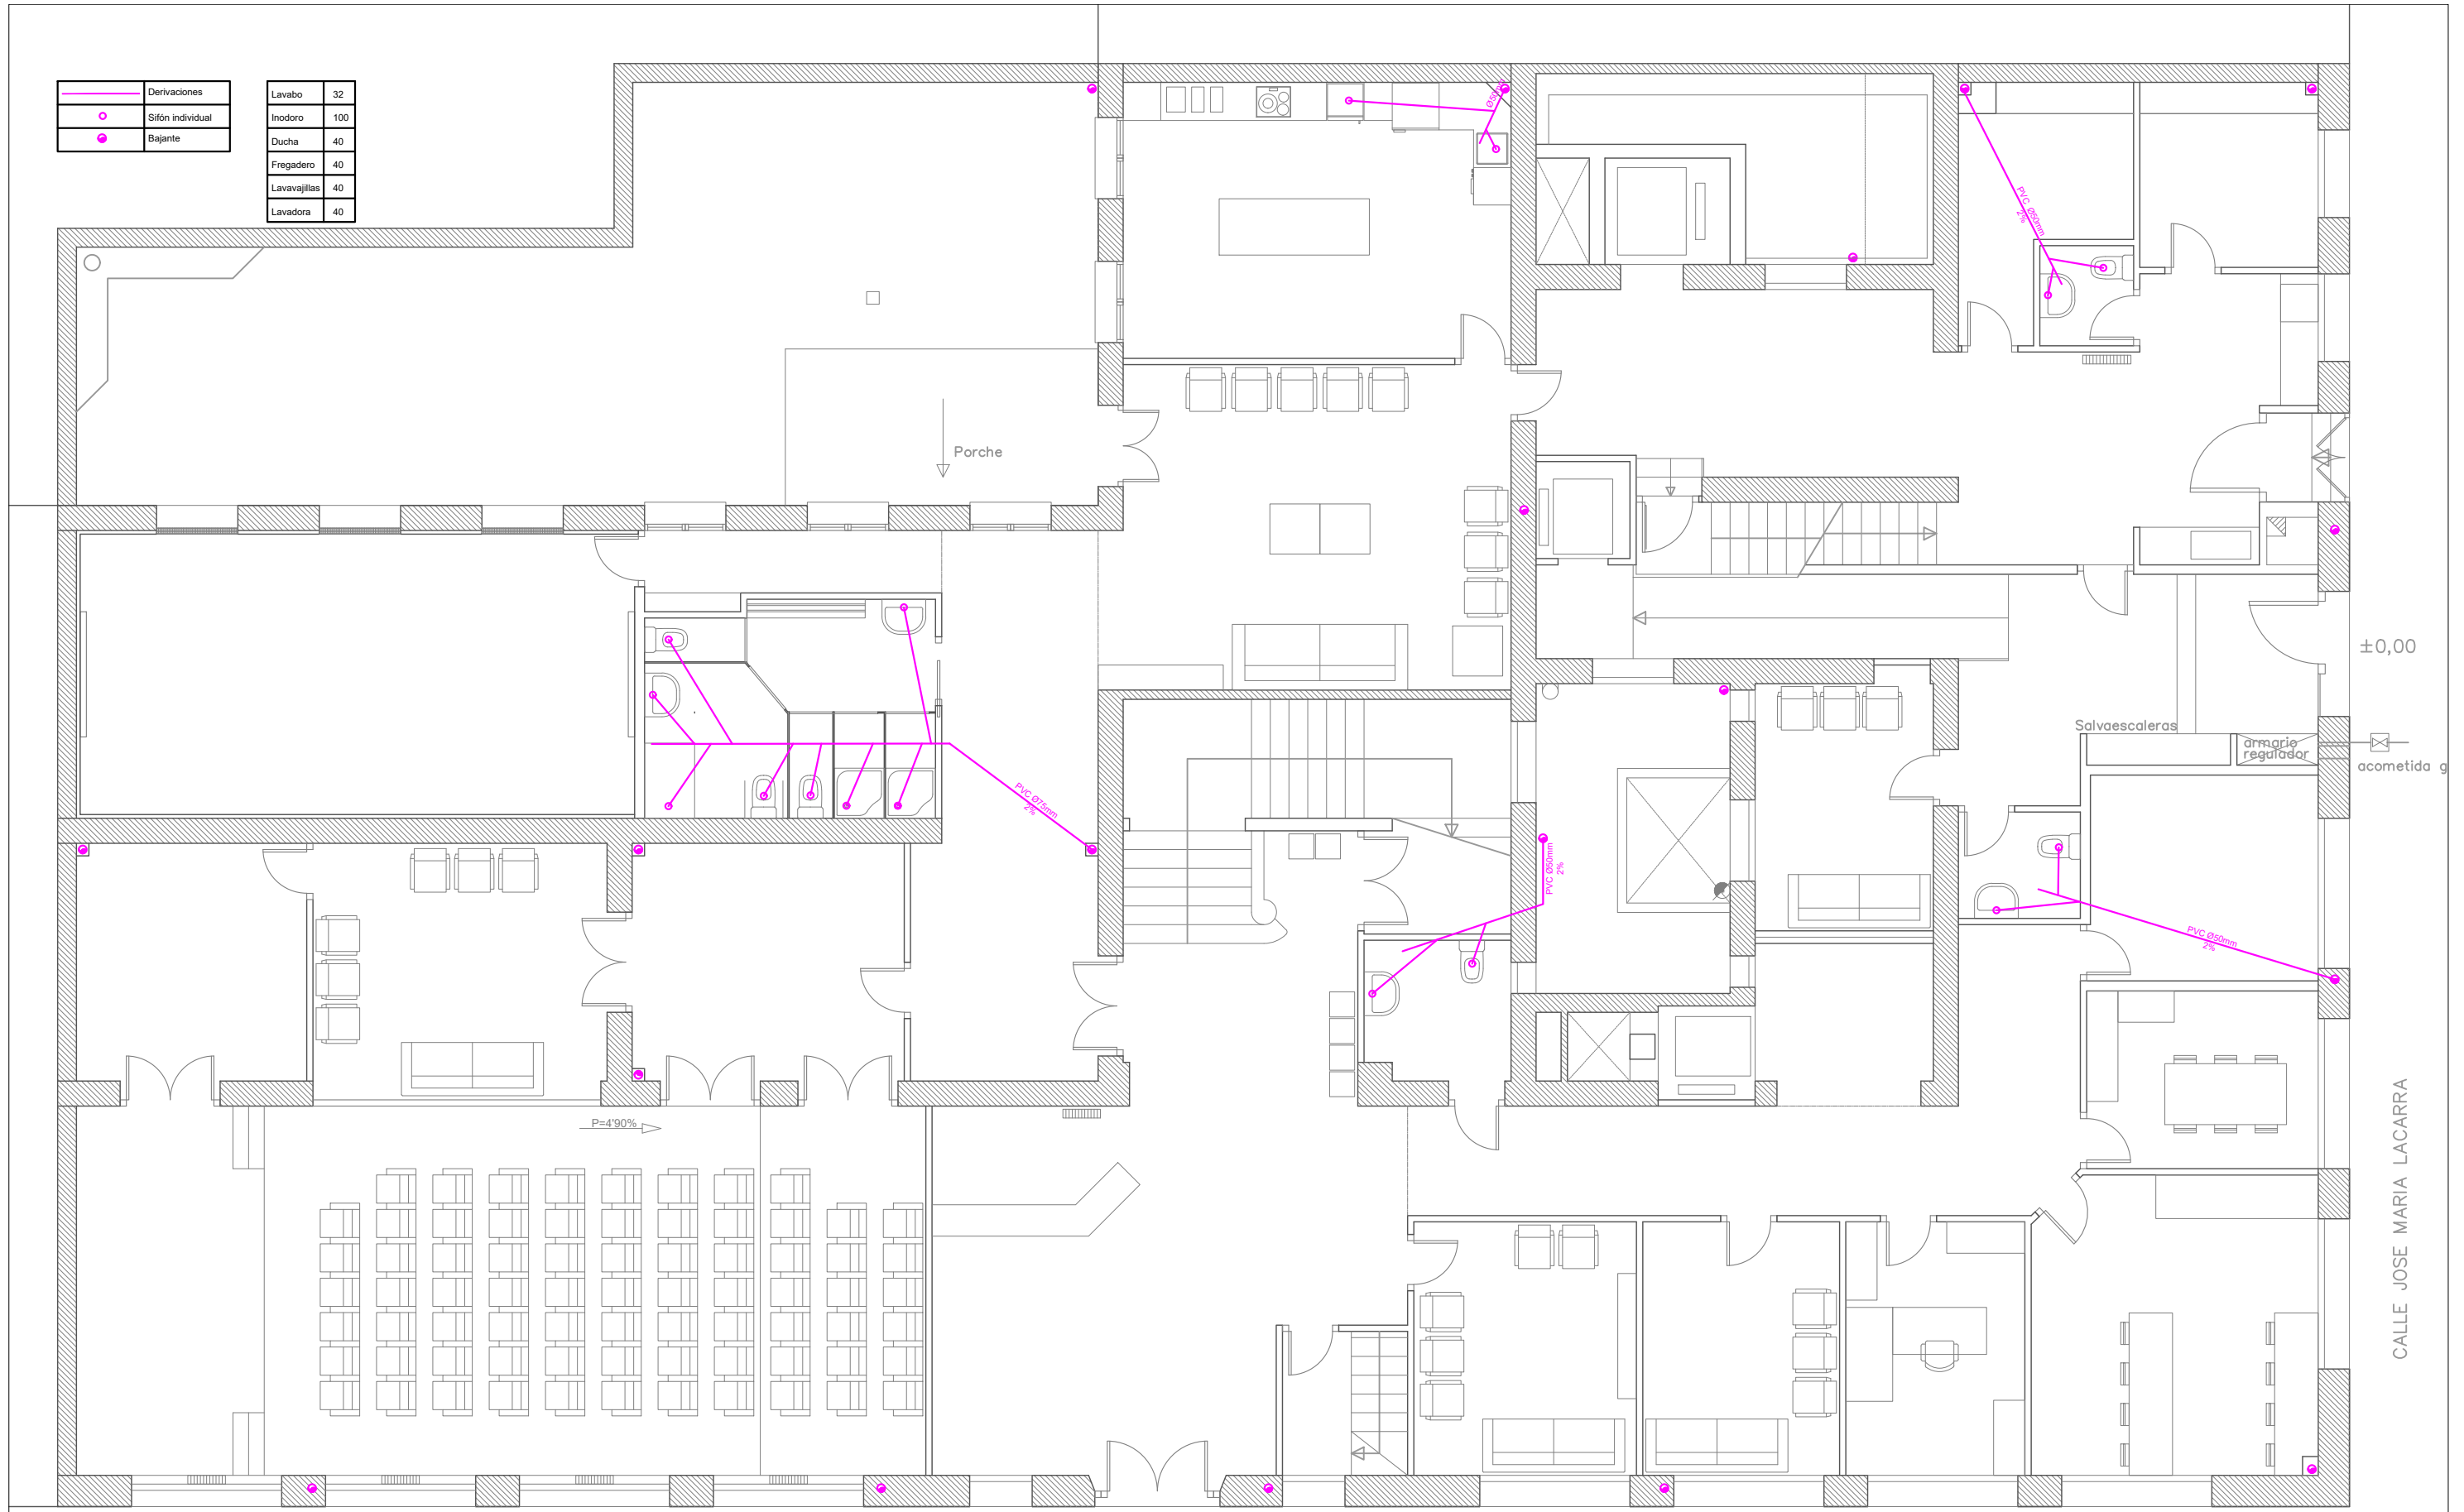 Derivaciones
Sifón individual
Bajante
Lavabo 32
Inodoro 100
Ducha 40
Fregadero 40
Lavavajillas 40
Lavadora 40
Ø50mm
PVC Ø50mm
2%
Porche
±0,00
Salvaescaleras
armario
regulador
acometida g
PVC Ø75mm
2%
PVC Ø50mm
2%
PVC Ø50mm
2%
P=4'90%
CALLE JOSE MARIA LACARRA